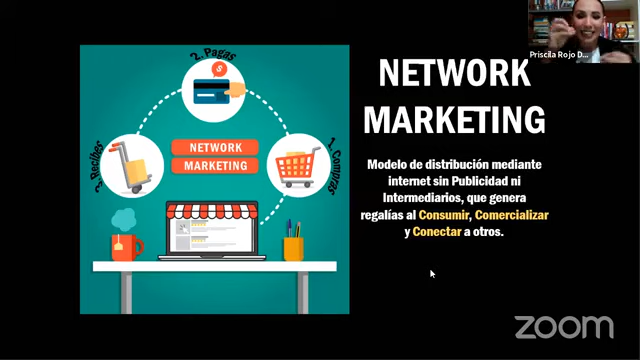 Priscila Rojo D...
2. Pagas
3. Recibes
1. Compras
NETWORK
MARKETING
NETWORK
MARKETING
Modelo de distribución mediante
internet sin Publicidad ni
Intermediarios, que genera
regalías al Consumir, Comercializar
y Conectar a otros.
zoom